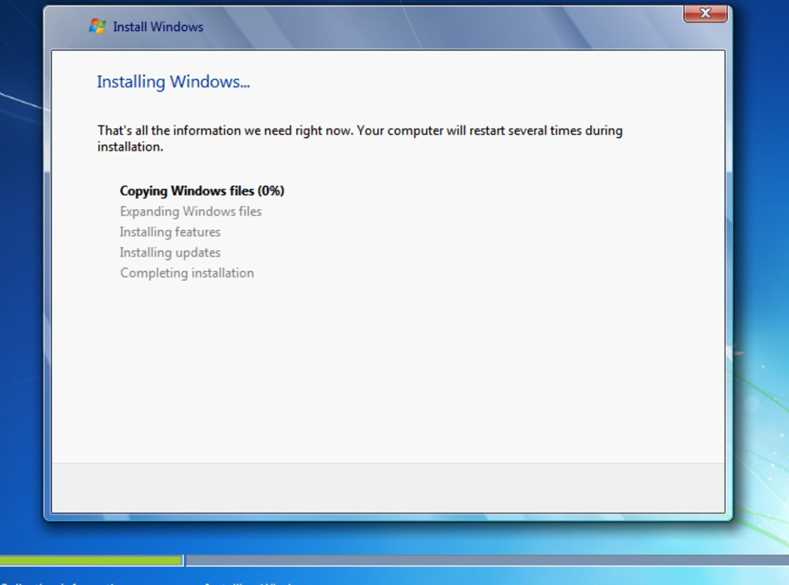 Install Windows
Installing Windows...
That's all the information we need right now. Your computer will restart several times during
installation.
Copying Windows files (0%)
Expanding Windows files
Installing features
Installing updates
Completing installation